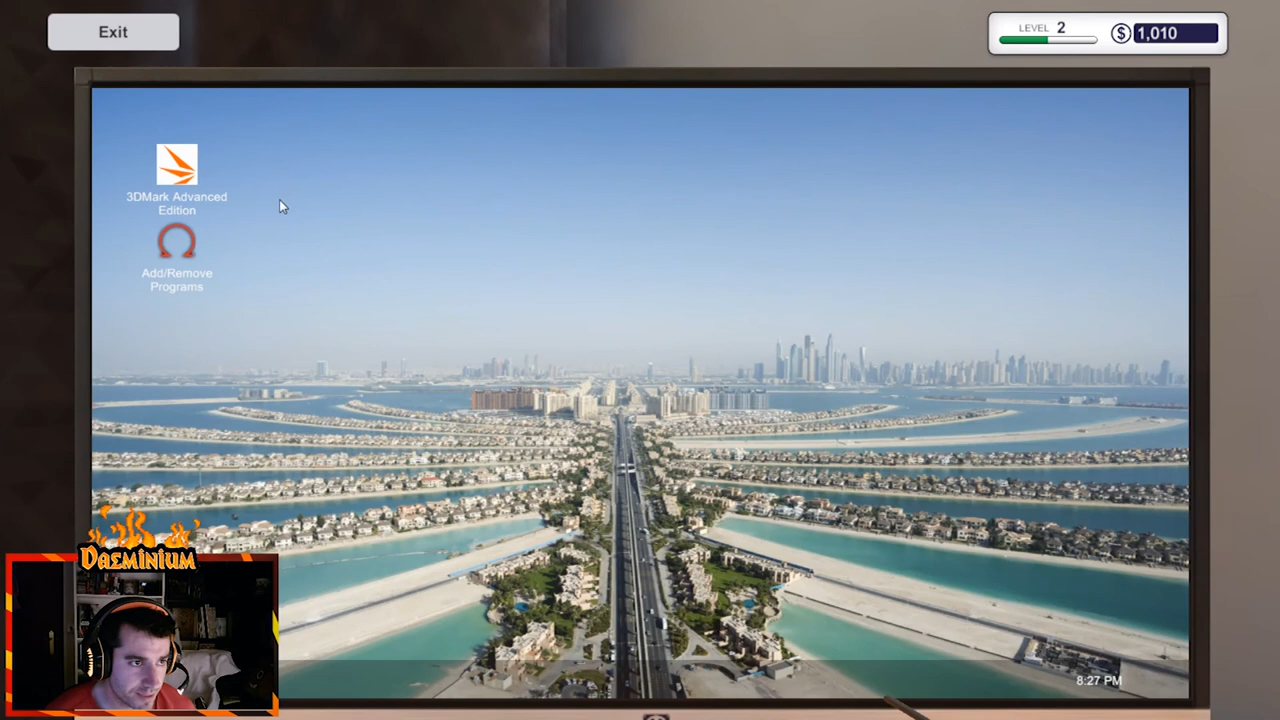 Exit
LEVEL 2
$ 1,010
3DMark Advanced
Edition
Add/Remove
Programs
DAEMINIUM
8:27 PM